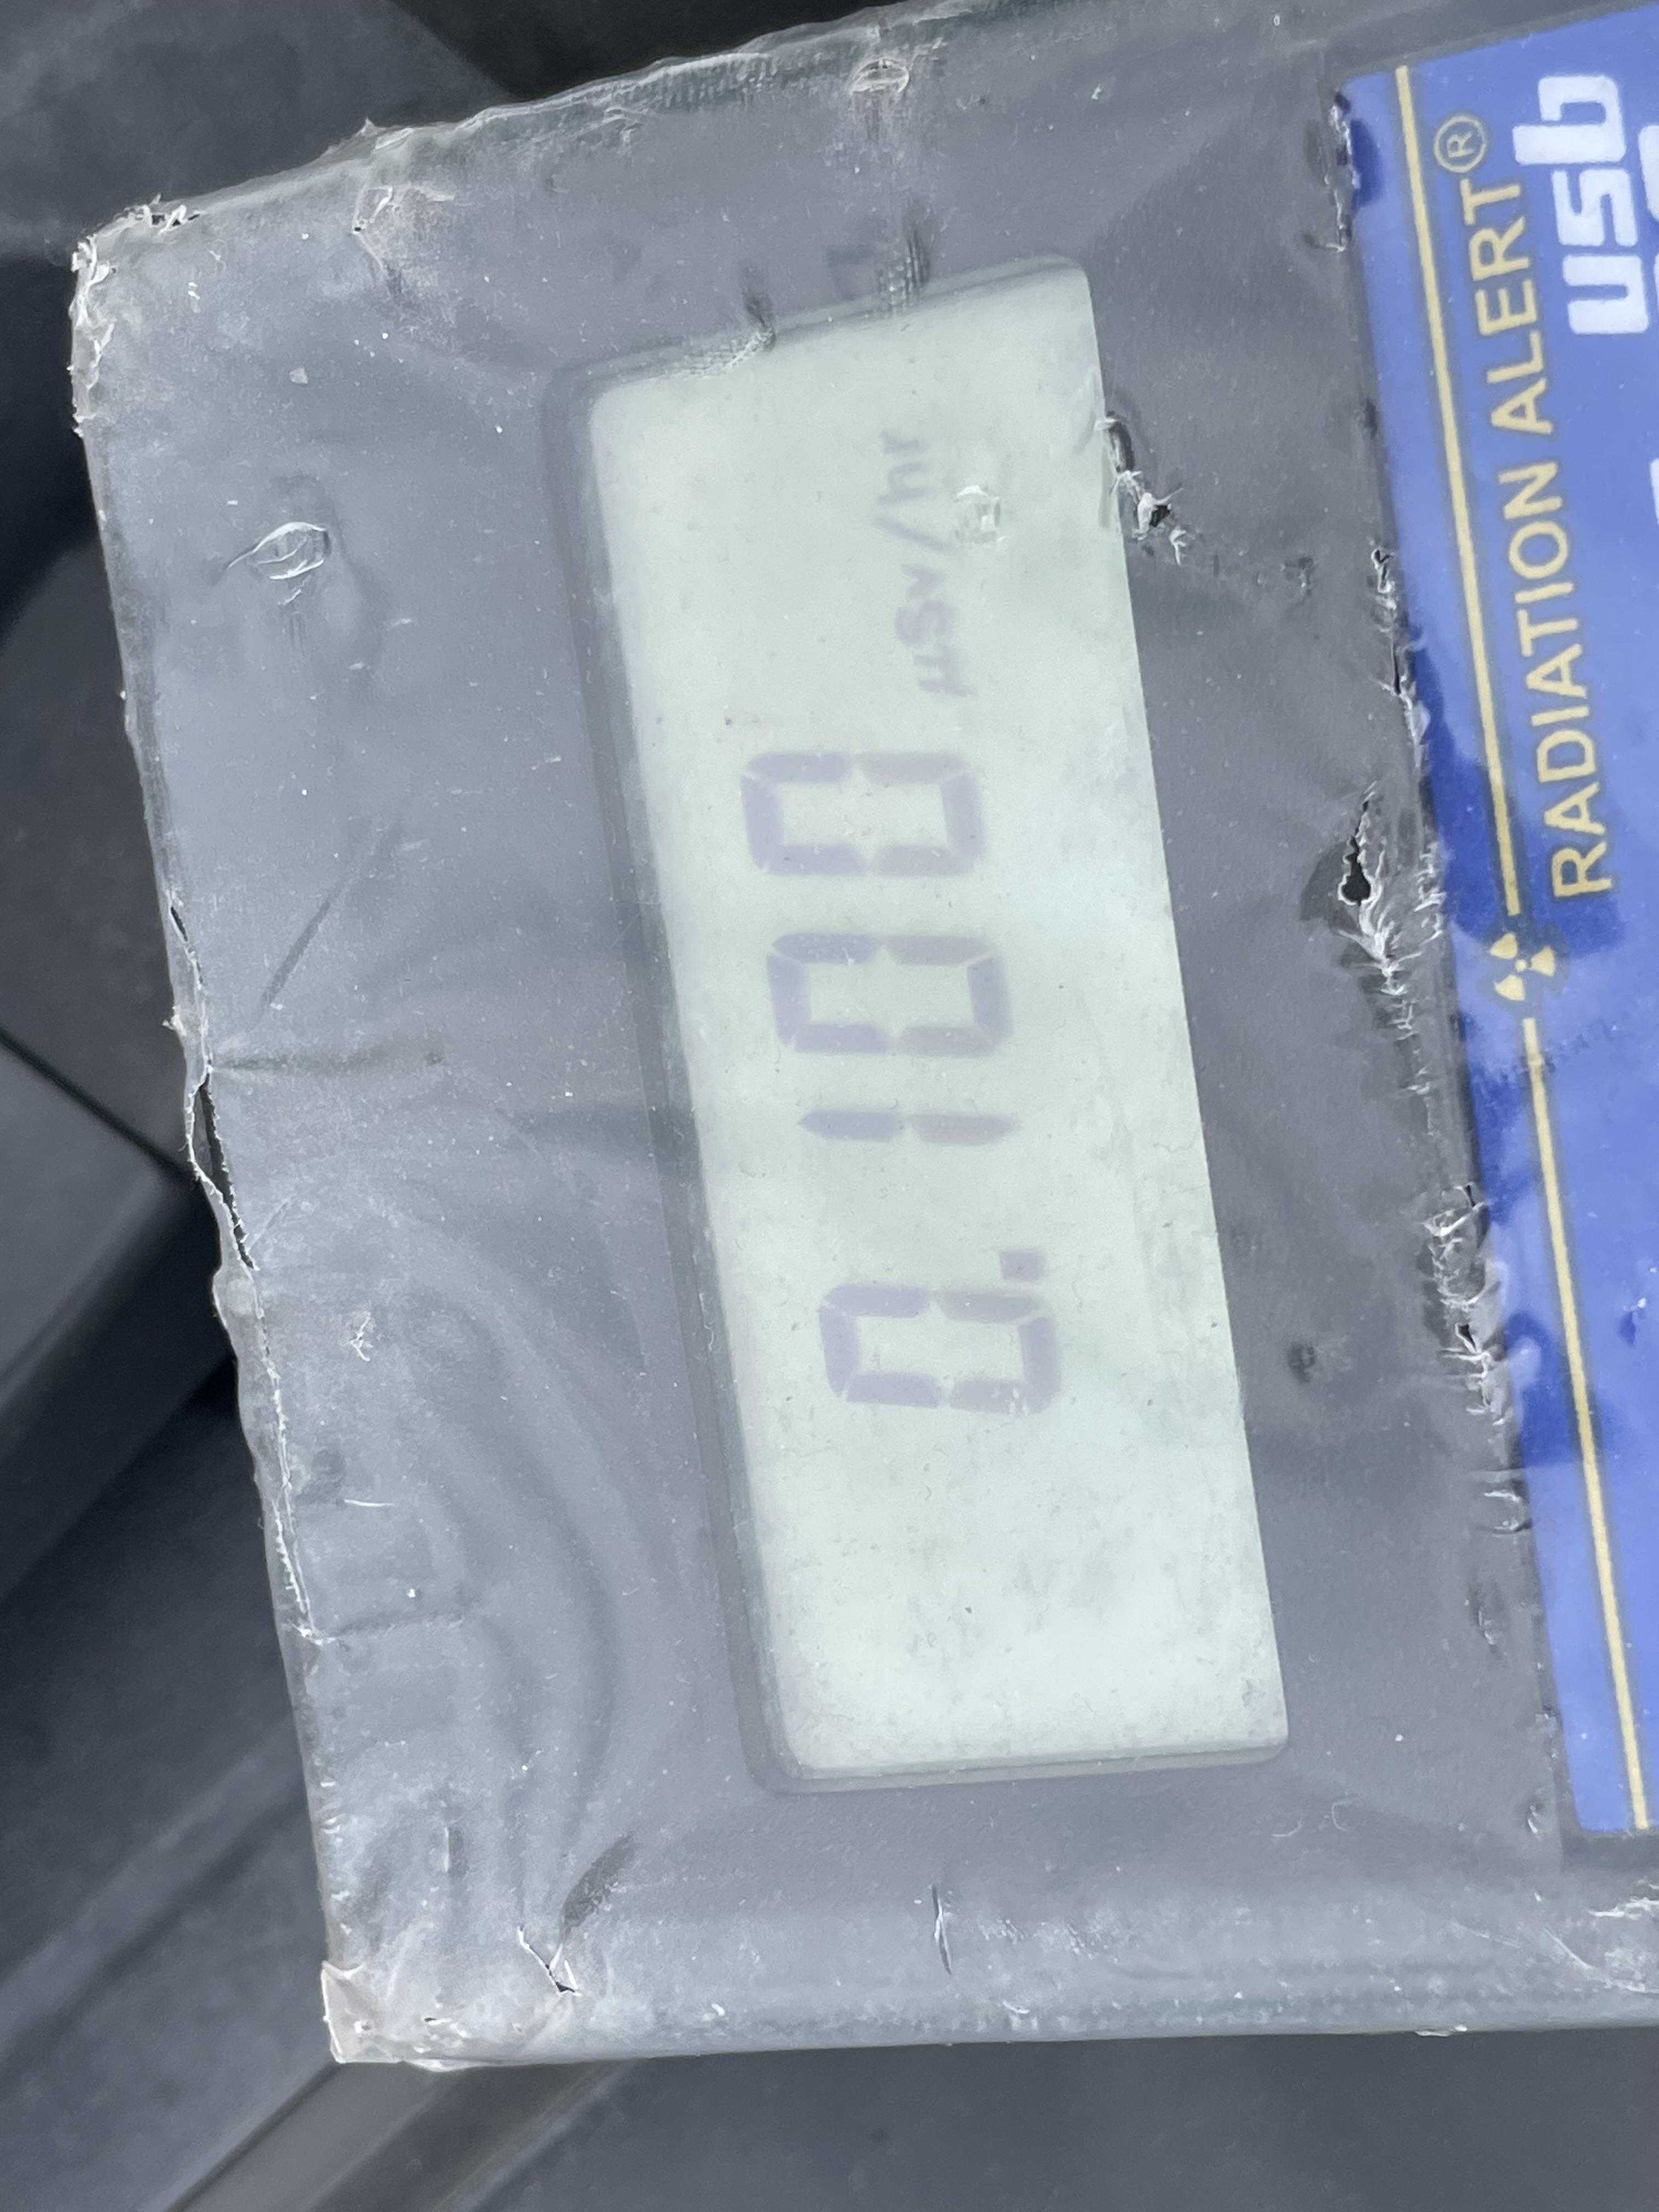 0.100 µSv/hr
RADIATION ALERT®
usb